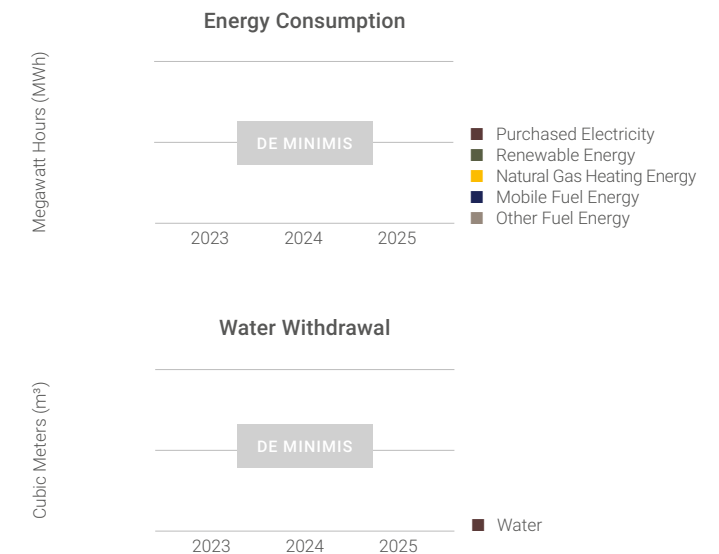 Energy Consumption
Megawatt Hours (MWh)
DE MINIMIS
Purchased Electricity
Renewable Energy
Natural Gas Heating Energy
Mobile Fuel Energy
Other Fuel Energy
2023 2024 2025
Water Withdrawal
Cubic Meters (m³)
DE MINIMIS
Water
2023 2024 2025